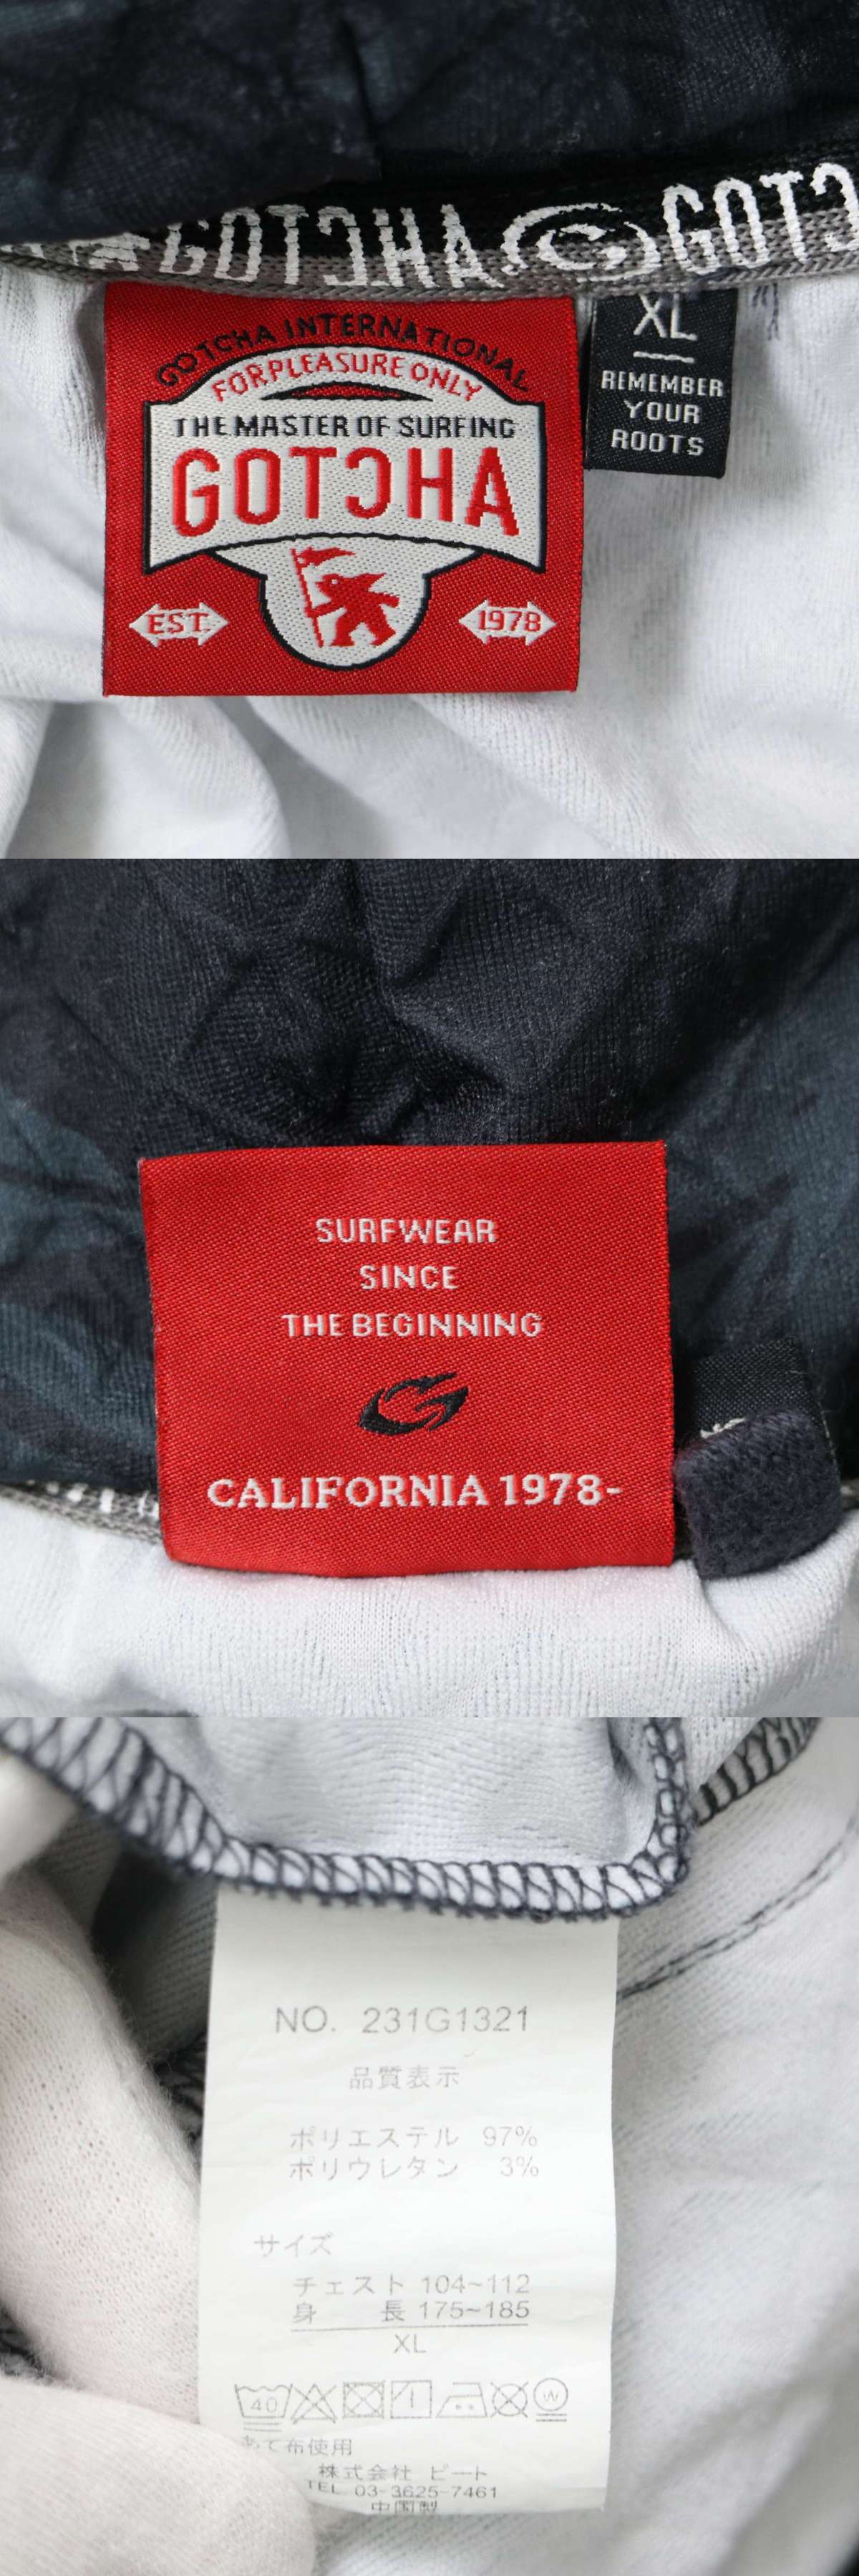 GOTCHA G GOTC
GOTCHA INTERNATIONAL
FOR PLEASURE ONLY
THE MASTER OF SURFING
GOTCHA
EST.
1978
XL
REMEMBER
YOUR
ROOTS
SURFWEAR
SINCE
THE BEGINNING
G
CALIFORNIA 1978-
NO. 231G1321
品質表示
ポリエステル 97%
ポリウレタン 3%
サイズ
チェスト 104~112
身 長 175~185
XL
40
W
あて布使用
株式会社 ビート
TEL 03-3625-7461
中国製